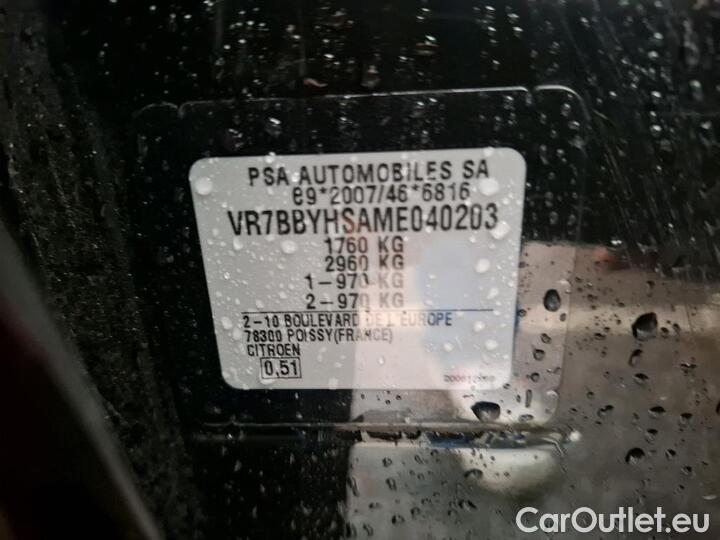 PSA AUTOMOBILES SA
e9*2007/46*6816
VR7BBYHSAME040203
1760 KG
2960 KG
1-970 KG
2-970 KG
2-10 BOULEVARD DE L'EUROPE
78300 POISSY(FRANCE)
CITROEN
0,51
CarOutlet.eu